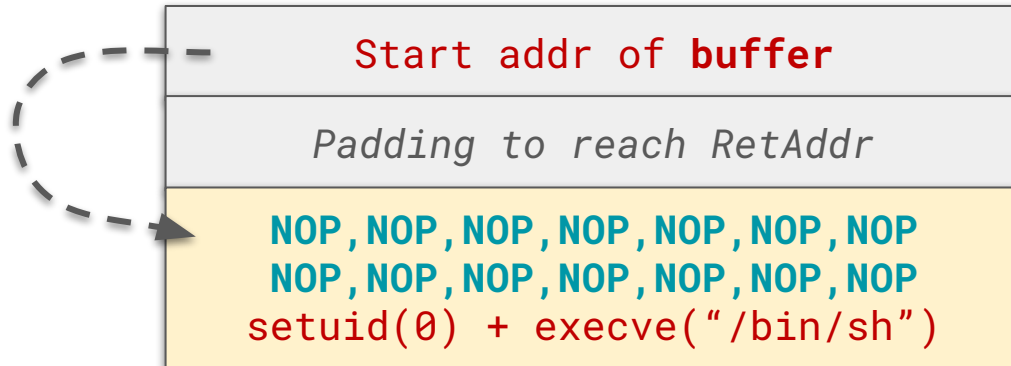 Start addr of buffer
Padding to reach RetAddr
NOP,NOP,NOP,NOP,NOP,NOP,NOP
NOP,NOP,NOP,NOP,NOP,NOP,NOP
setuid(0) + execve(“/bin/sh”)